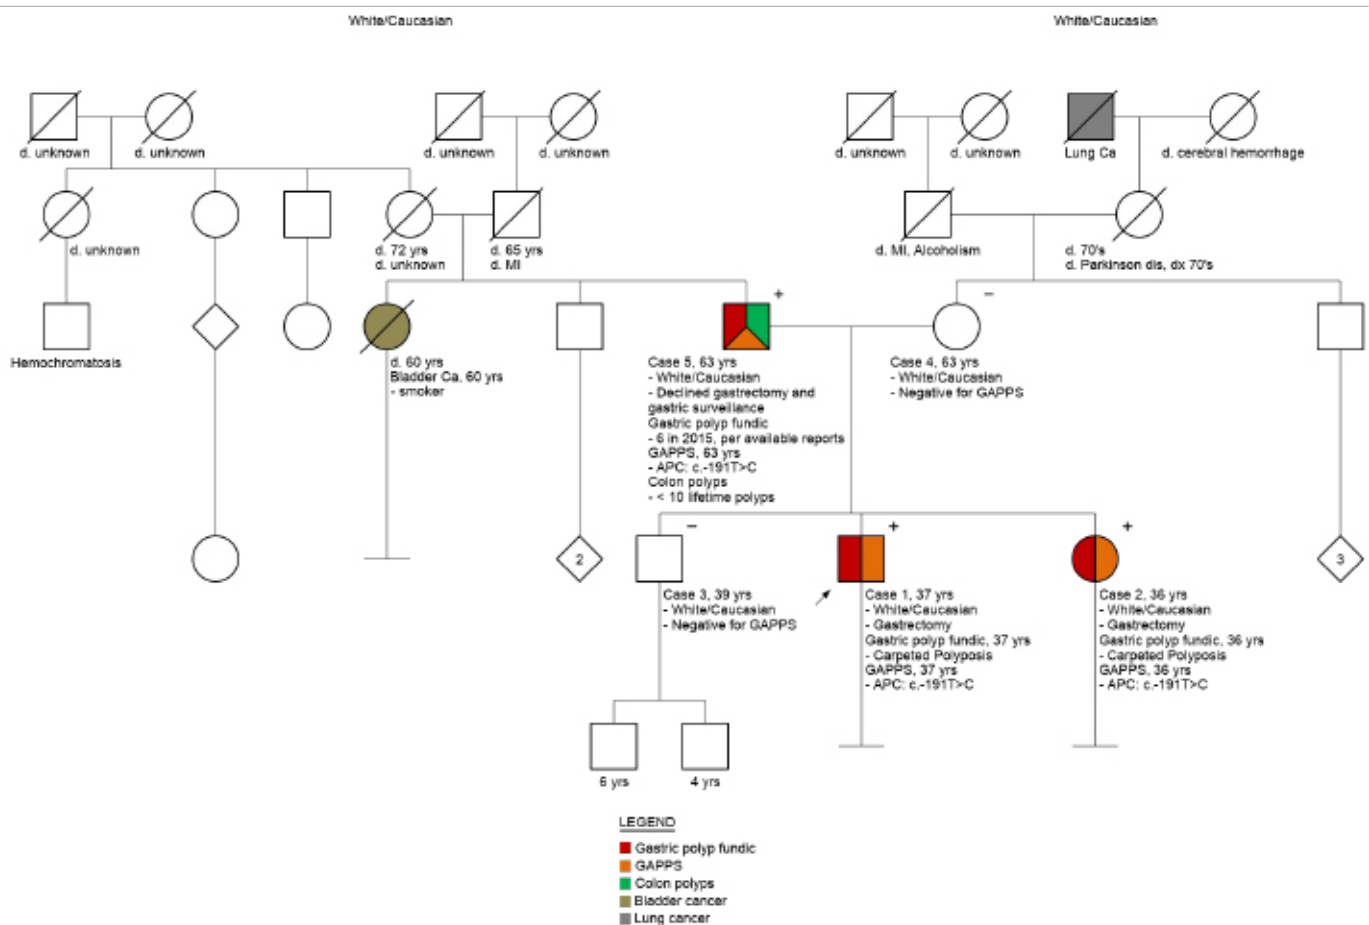 White/Caucasian
White/Caucasian
d. unknown
d. unknown
d. unknown
d. unknown
d. unknown
d. unknown
Lung Ca
d. cerebral hemorrhage
d. unknown
d. 72 yrs
d. unknown
d. 65 yrs
d. MI
d. MI, Alcoholism
d. 70's
d. Parkinson dis, dx 70's
+
−
Hemochromatosis
d. 60 yrs
Bladder Ca, 60 yrs
- smoker
Case 5, 63 yrs
- White/Caucasian
- Declined gastrectomy and
gastric surveillance
Gastric polyp fundic
- 6 in 2015, per available reports
GAPPS, 63 yrs
- APC: c.-191T>C
Colon polyps
- < 10 lifetime polyps
Case 4, 63 yrs
- White/Caucasian
- Negative for GAPPS
−
+
+
2
3
Case 3, 39 yrs
- White/Caucasian
- Negative for GAPPS
Case 1, 37 yrs
- White/Caucasian
- Gastrectomy
Gastric polyp fundic, 37 yrs
- Carpeted Polyposis
GAPPS, 37 yrs
- APC: c.-191T>C
Case 2, 36 yrs
- White/Caucasian
- Gastrectomy
Gastric polyp fundic, 36 yrs
- Carpeted Polyposis
GAPPS, 36 yrs
- APC: c.-191T>C
6 yrs
4 yrs
LEGEND
Gastric polyp fundic
GAPPS
Colon polyps
Bladder cancer
Lung cancer